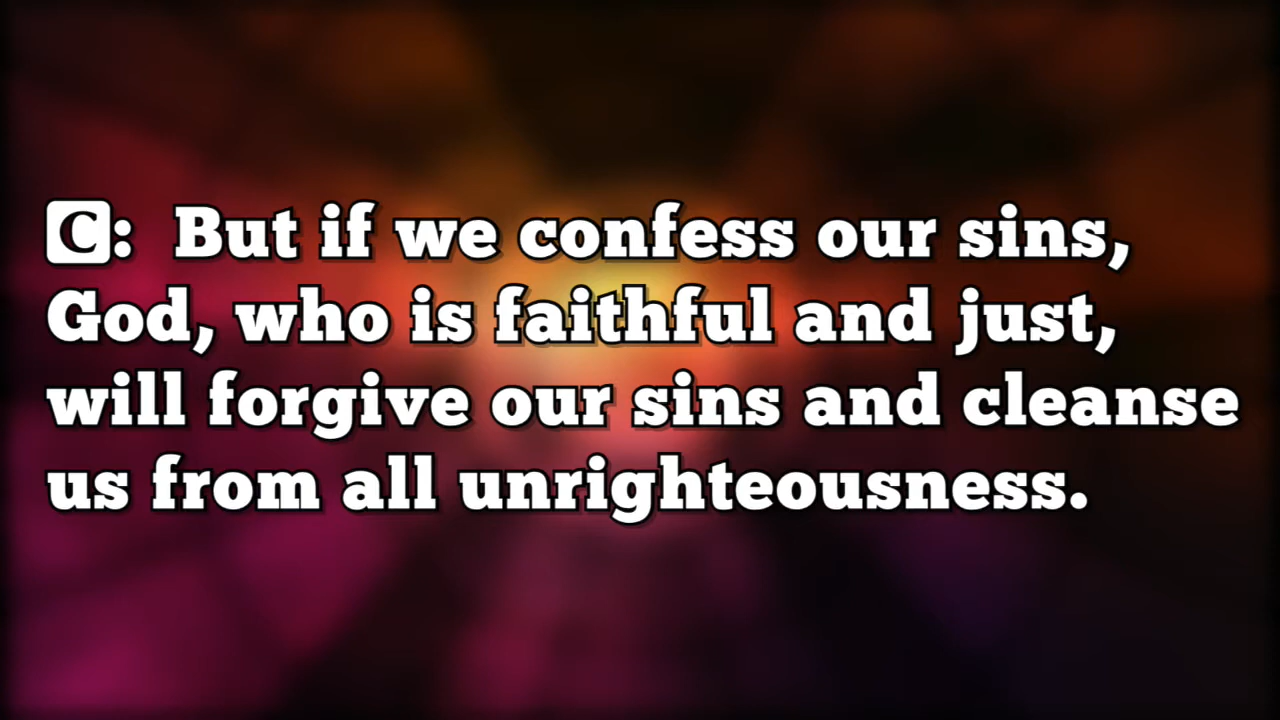 C: But if we confess our sins,
God, who is faithful and just,
will forgive our sins and cleanse
us from all unrighteousness.